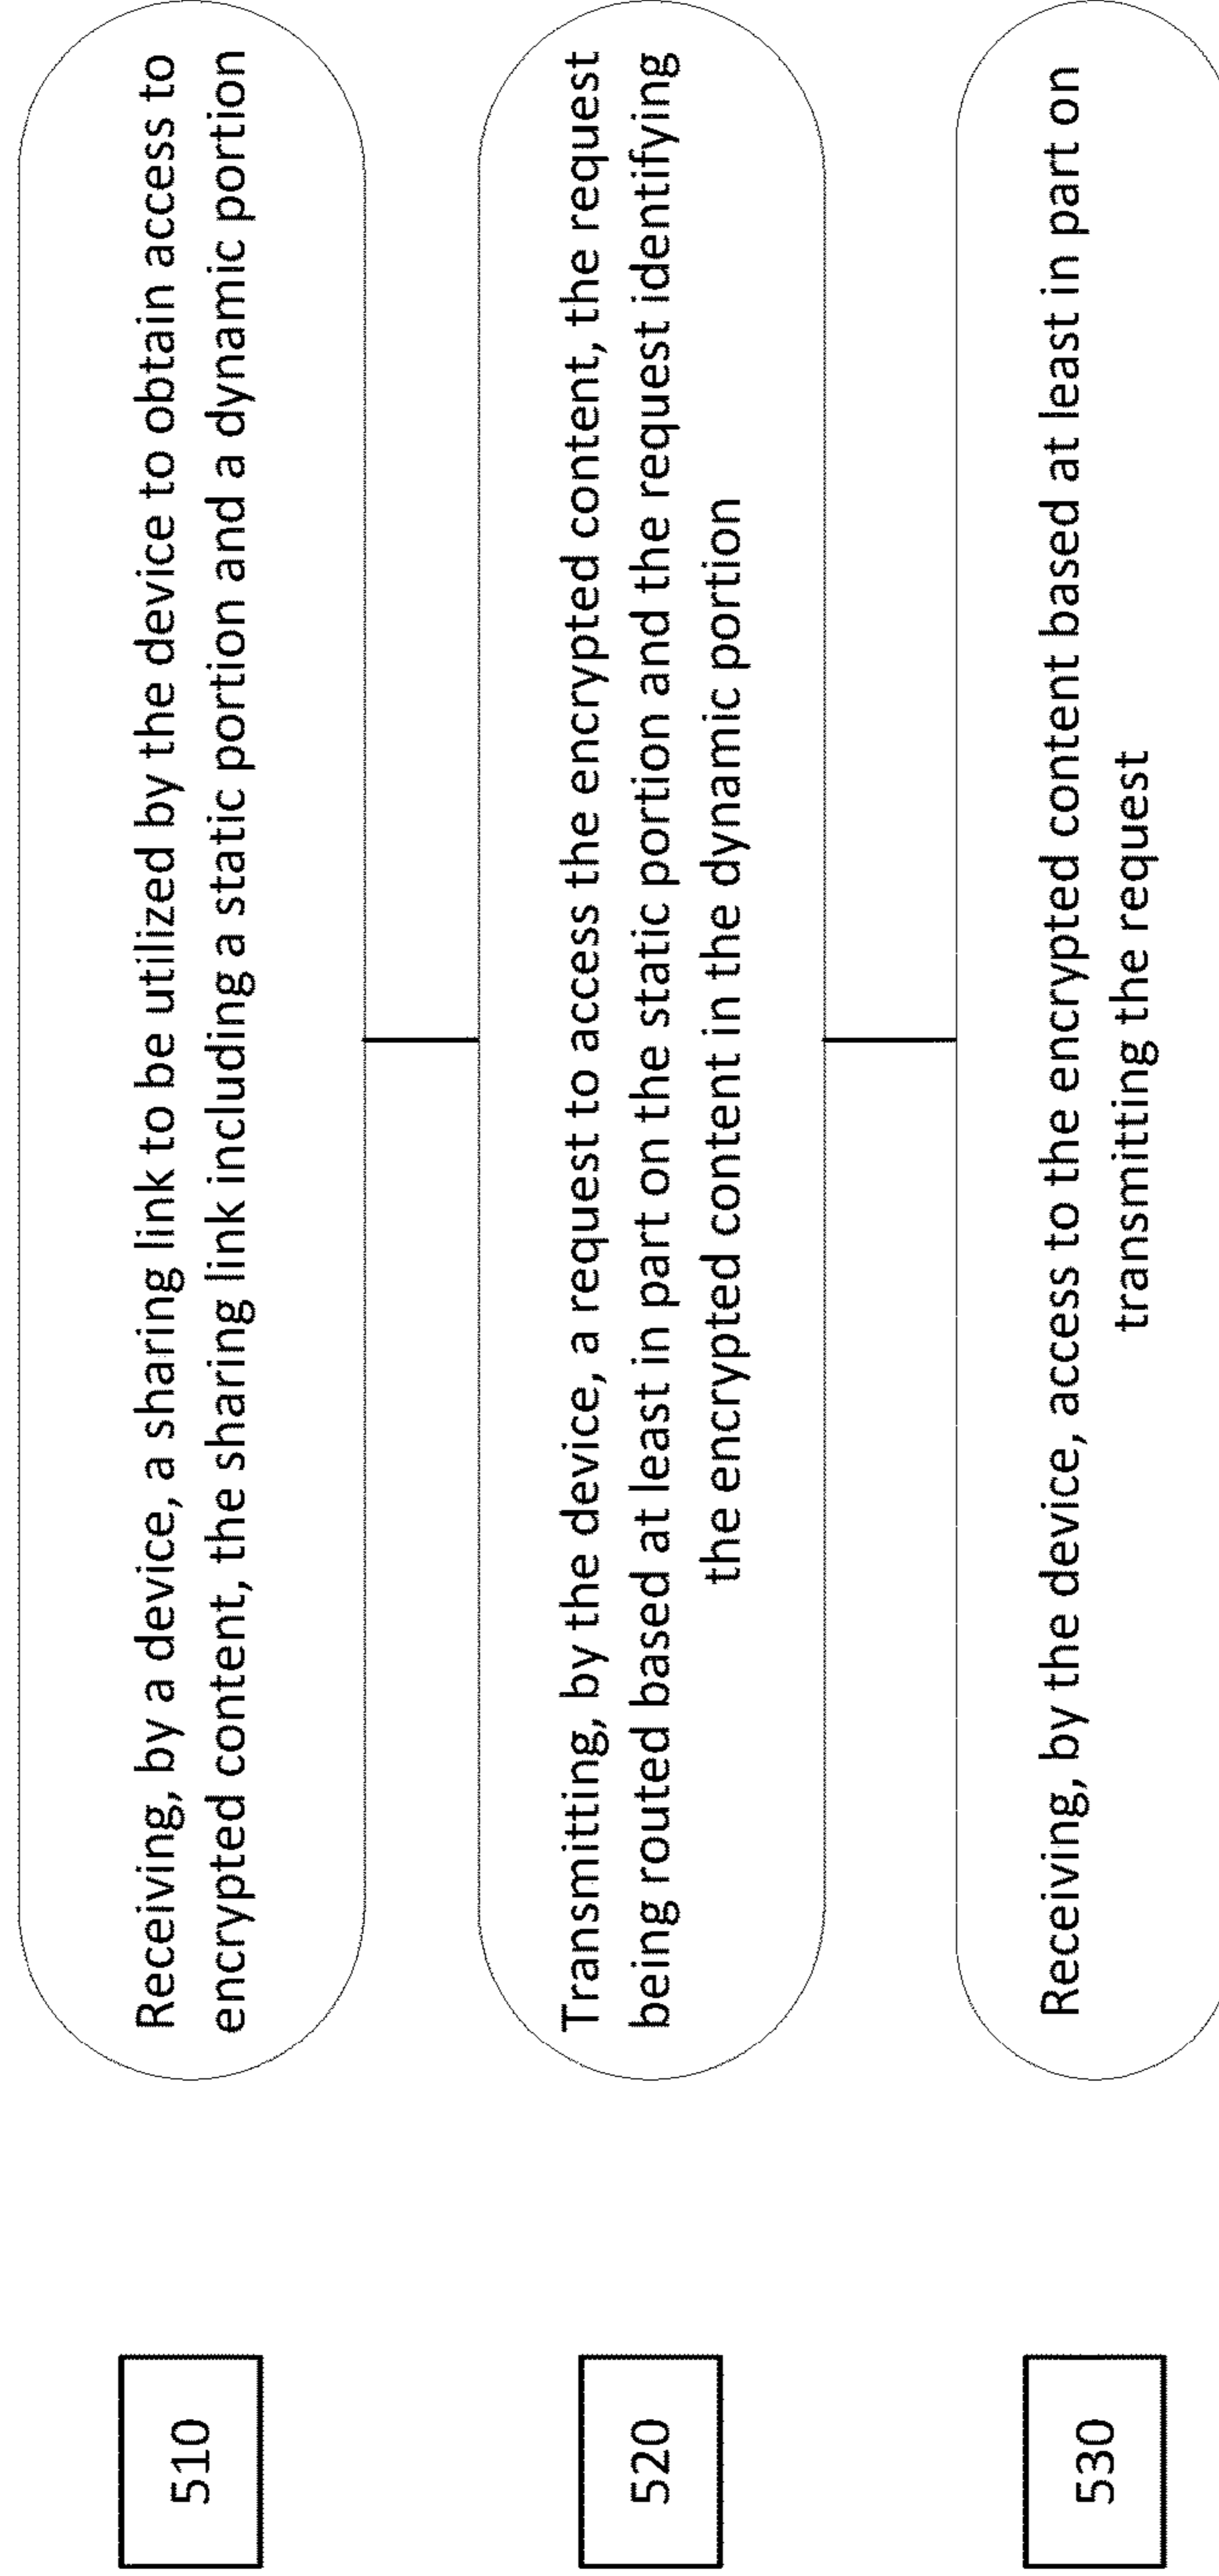 510
Receiving, by a device, a sharing link to be utilized by the device to obtain access to
encrypted content, the sharing link including a static portion and a dynamic portion
520
Transmitting, by the device, a request to access the encrypted content, the request
being routed based at least in part on the static portion and the request identifying
the encrypted content in the dynamic portion
530
Receiving, by the device, access to the encrypted content based at least in part on
transmitting the request